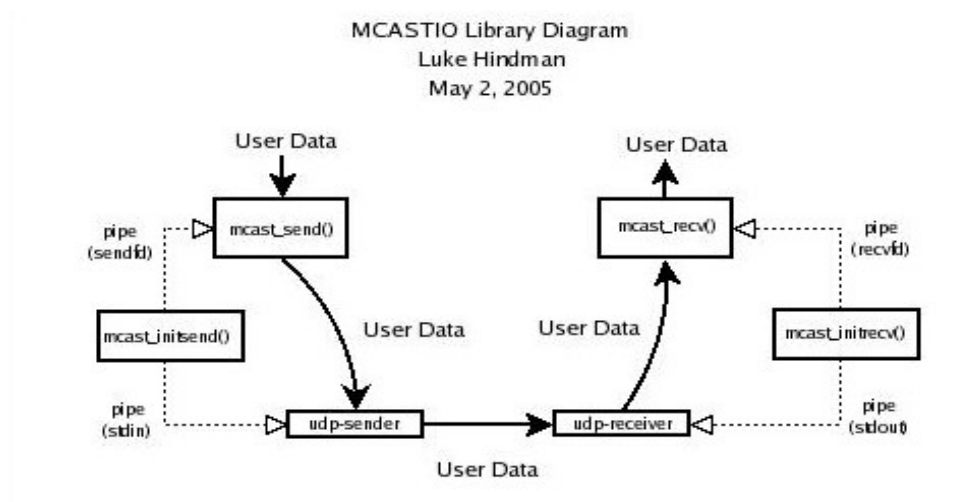 MCASTIO Library Diagram
Luke Hindman
May 2, 2005
User Data
User Data
mcast_send()
mcast_recv()
pipe
(sendfd)
pipe
(recvfd)
mcast_initsend()
User Data
User Data
mcast_initrecv()
pipe
(stdin)
udp-sender
udp-receiver
pipe
(stdout)
User Data